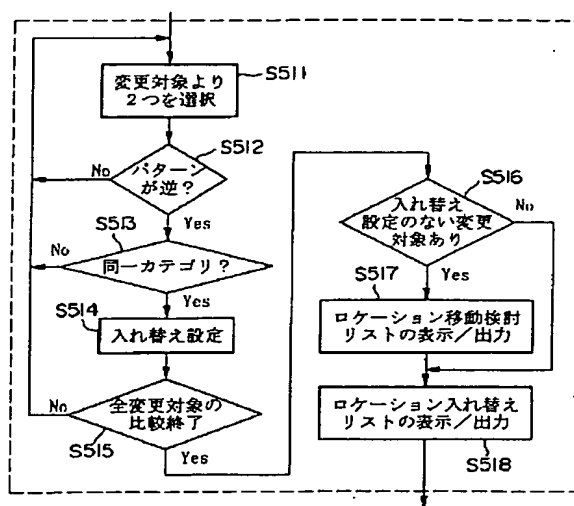 変更対象より
2つを選択
S511
パターン
が逆?
S512
No
Yes
同一カテゴリ?
S513
No
Yes
入れ替え設定
S514
全変更対象の
比較終了
S515
No
Yes
入れ替え
設定のない変更
対象あり
S516
No
Yes
ロケーション移動検討
リストの表示/出力
S517
ロケーション入れ替え
リストの表示/出力
S518